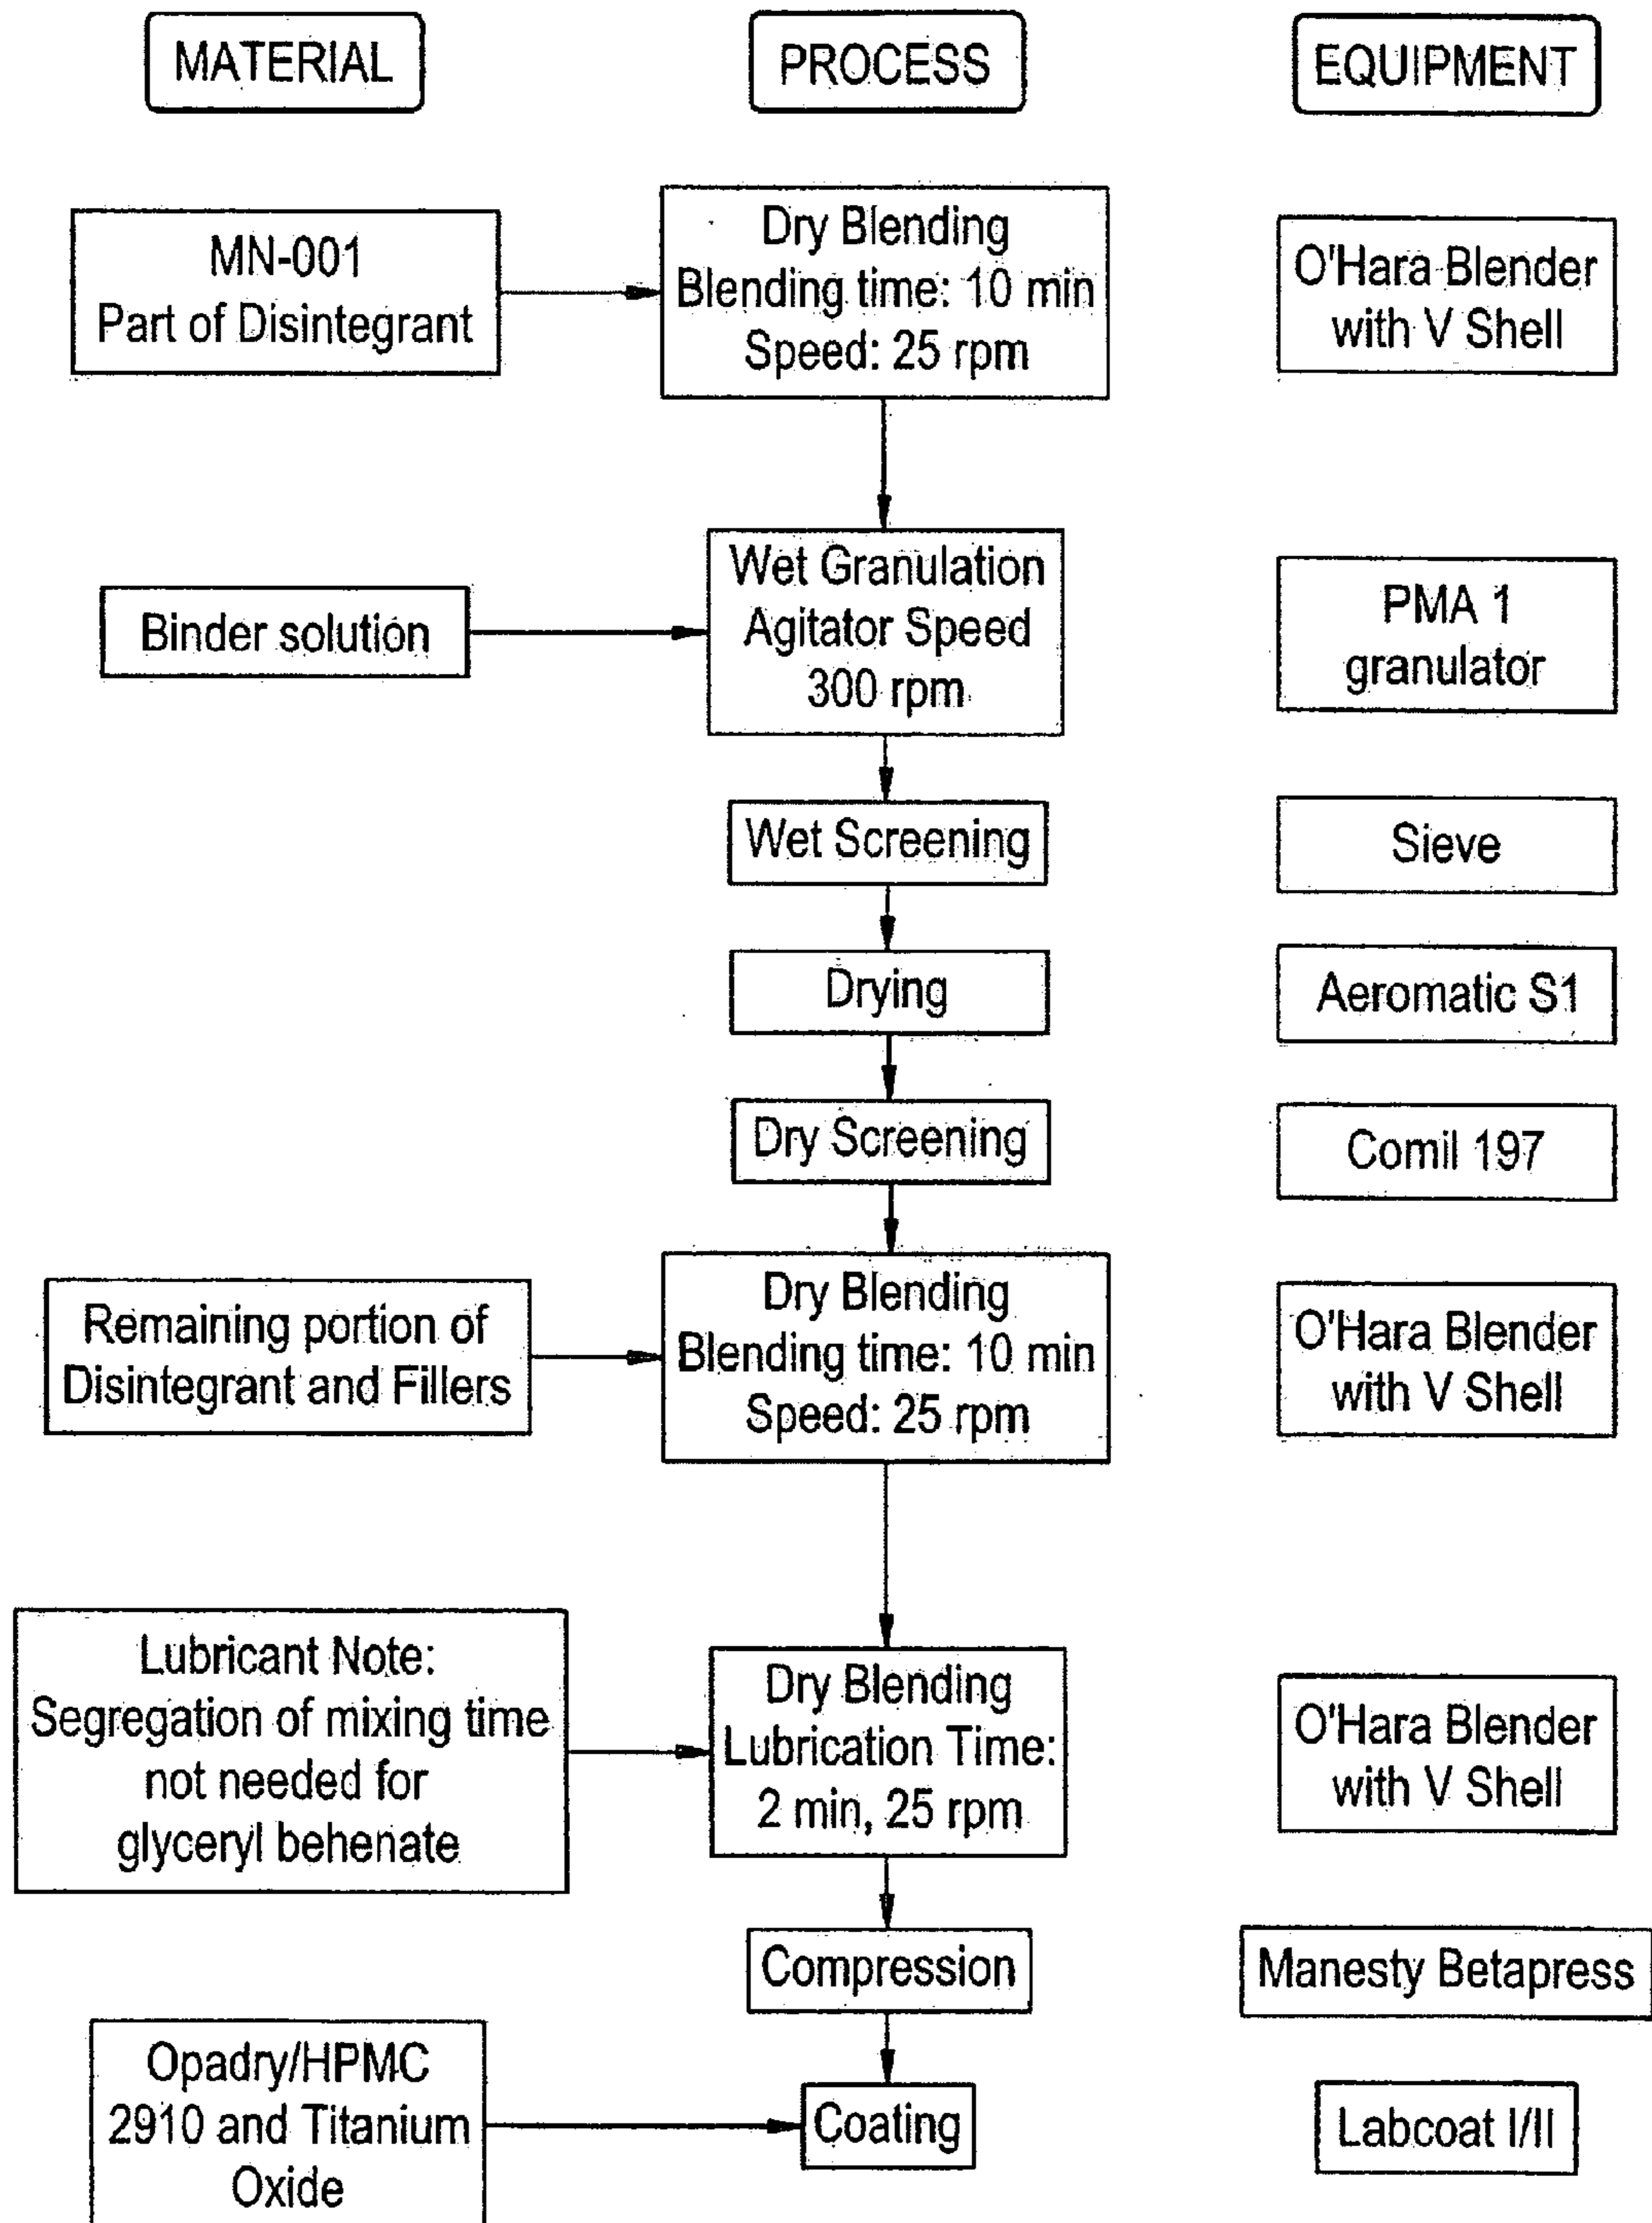 MATERIAL
PROCESS
EQUIPMENT
MN-001
Part of Disintegrant
Dry Blending
Blending time: 10 min
Speed: 25 rpm
O'Hara Blender
with V Shell
Binder solution
Wet Granulation
Agitator Speed
300 rpm
PMA 1
granulator
Wet Screening
Sieve
Drying
Aeromatic S1
Dry Screening
Comil 197
Remaining portion of
Disintegrant and Fillers
Dry Blending
Blending time: 10 min
Speed: 25 rpm
O'Hara Blender
with V Shell
Lubricant Note:
Segregation of mixing time
not needed for
glyceryl behenate
Dry Blending
Lubrication Time:
2 min, 25 rpm
O'Hara Blender
with V Shell
Compression
Manesty Betapress
Opadry/HPMC
2910 and Titanium
Oxide
Coating
Labcoat I/II